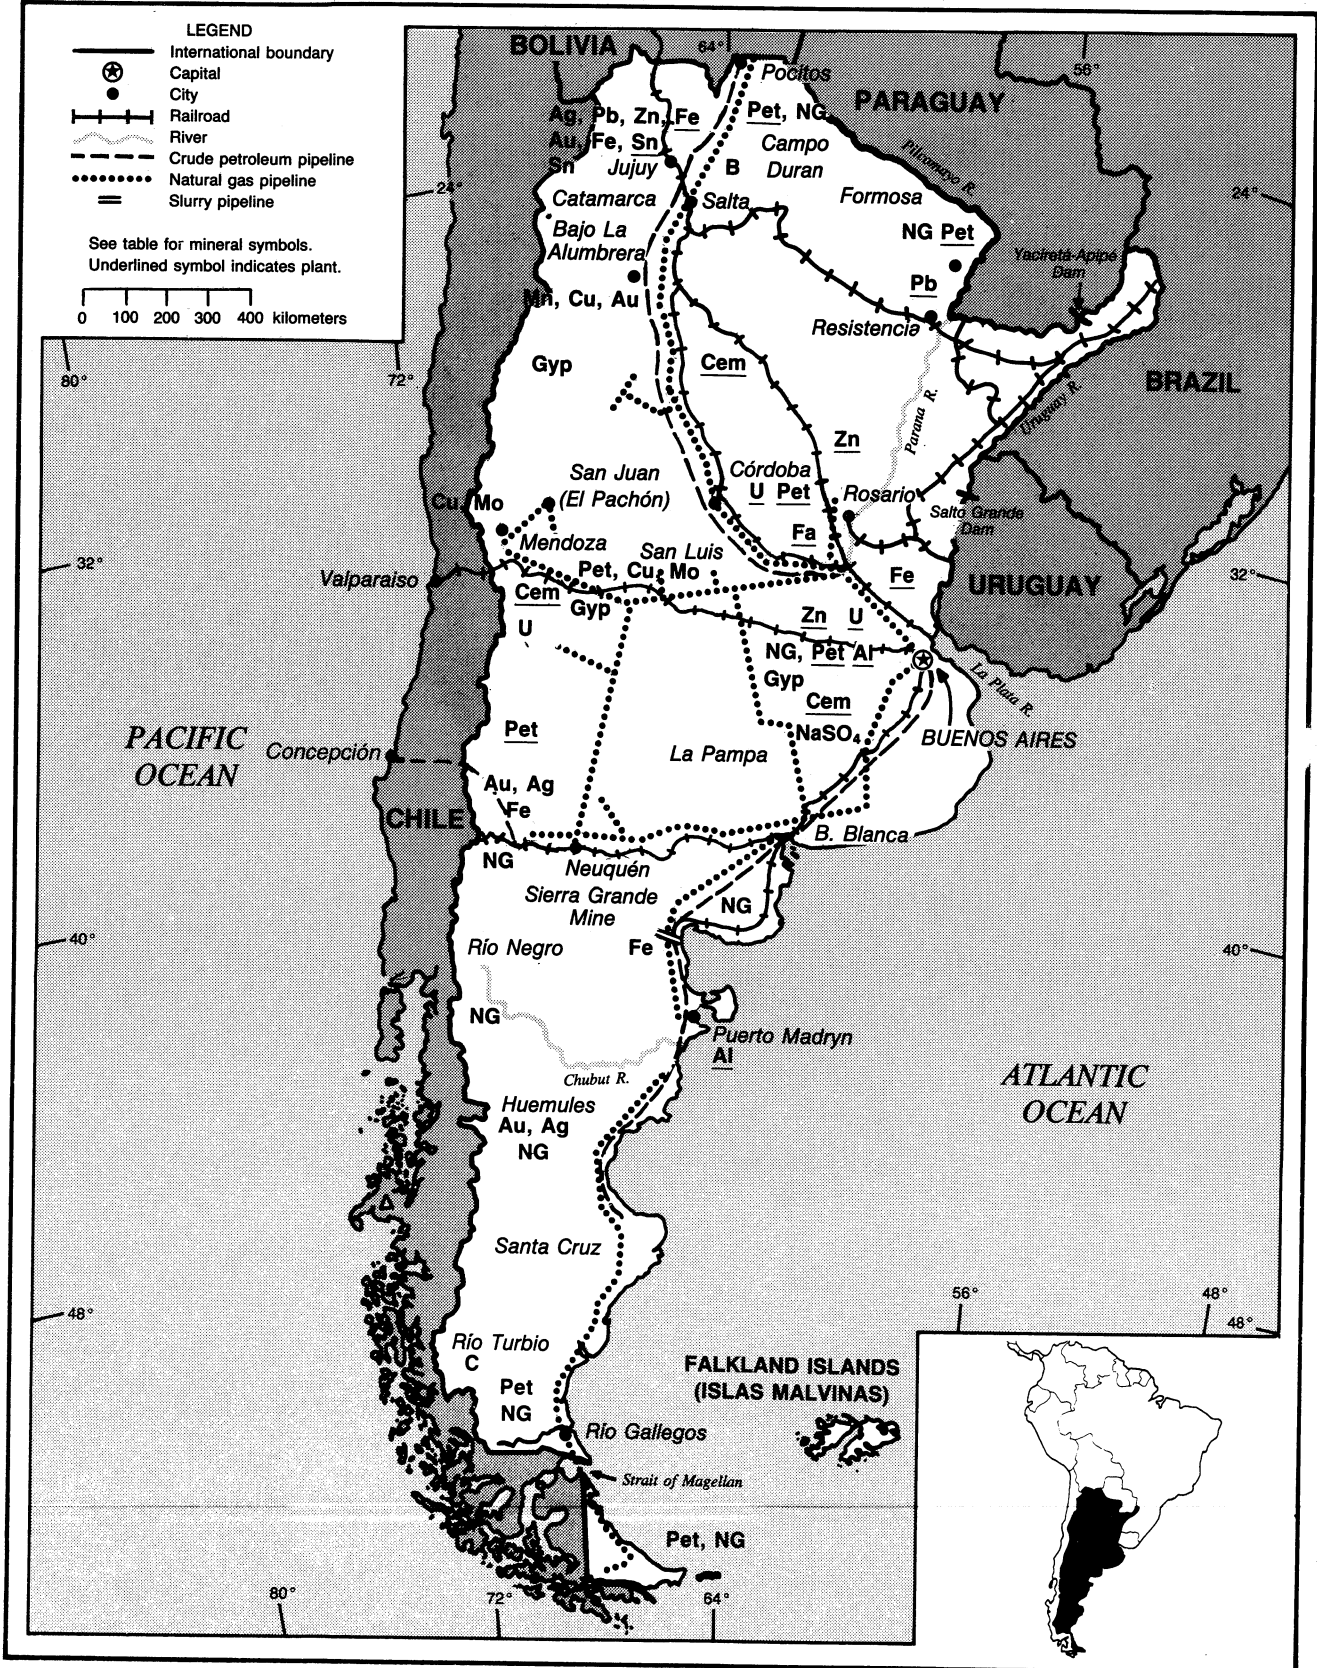 LEGEND
International boundary
Capital
City
Railroad
River
Crude petroleum pipeline
Natural gas pipeline
Slurry pipeline
See table for mineral symbols.
Underlined symbol indicates plant.
0 100 200 300 400 kilometers
BOLIVIA
64°
56°
Pocitos
PARAGUAY
Ag, Pb, Zn, Fe
Pet, NG
Au, Fe, Sn
Campo
Duran
Sn
Jujuy
B
Pilcomayo R.
24°
24°
Catamarca
Salta
Formosa
Bajo La
Alumbrera
NG Pet
Yaciretá-Apipé
Dam
Mn, Cu, Au
Pb
Resistencia
80°
72°
Gyp
Cem
BRAZIL
Parana R.
Uruguay R.
Zn
San Juan
(El Pachón)
Córdoba
U Pet
Rosario
Cu, Mo
Salto Grande
Dam
Fa
Mendoza
San Luis
32°
32°
Valparaiso
Pet, Cu, Mo
Fe
URUGUAY
Cem
Gyp
U
Zn U
NG, Pet Al
Gyp
La Plata R.
Cem
NaSO₄
BUENOS AIRES
PACIFIC
OCEAN
Concepción
Pet
La Pampa
Au, Ag
Fe
CHILE
B. Blanca
NG
Neuquén
Sierra Grande
Mine
NG
Fe
Río Negro
40°
40°
NG
Puerto Madryn
Al
Chubut R.
ATLANTIC
OCEAN
Huemules
Au, Ag
NG
Santa Cruz
56°
48°
48°
48°
Río Turbio
C
Pet
NG
FALKLAND ISLANDS
(ISLAS MALVINAS)
Río Gallegos
Strait of Magellan
Pet, NG
80°
72°
64°